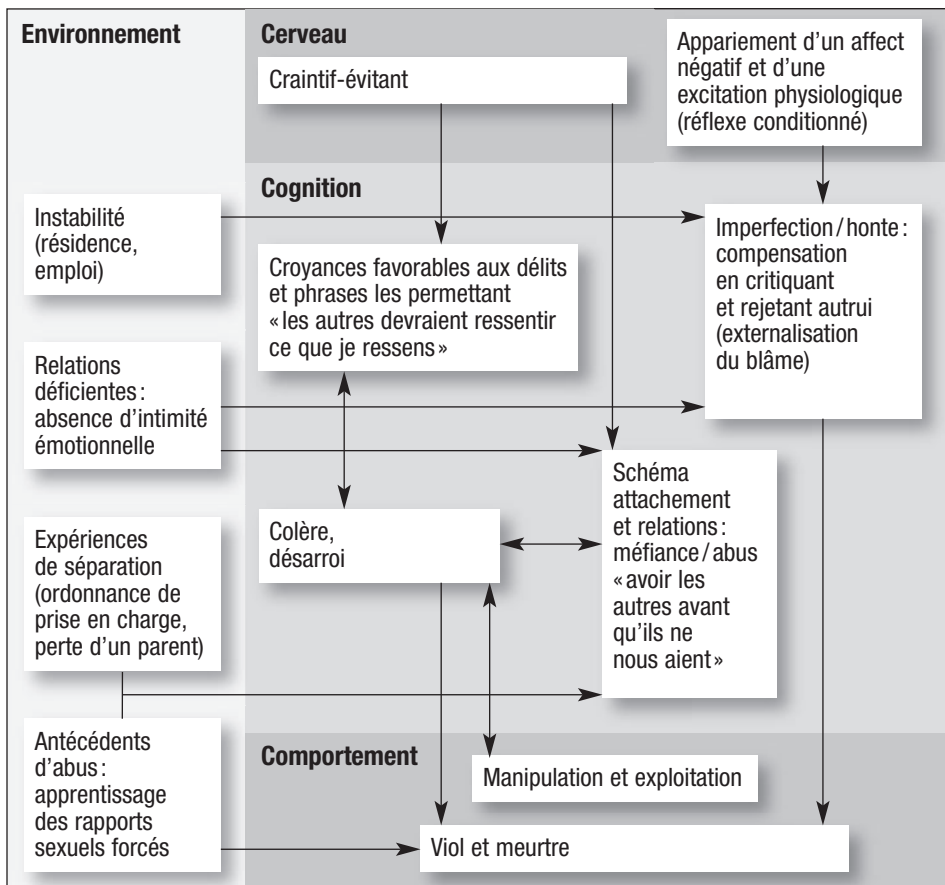 Environnement
Cerveau
Craintif-évitant
Appariement d'un affect
négatif et d'une
excitation physiologique
(réflexe conditionné)
Cognition
Instabilité
(résidence,
emploi)
Croyances favorables aux délits
et phrases les permettant
«les autres devraient ressentir
ce que je ressens»
Imperfection/honte:
compensation
en critiquant
et rejetant autrui
(externalisation
du blâme)
Relations
déficientes:
absence d'intimité
émotionnelle
Colère,
désarroi
Schéma
attachement
et relations:
méfiance/abus
«avoir les
autres avant
qu'ils ne
nous aient»
Expériences
de séparation
(ordonnance de
prise en charge,
perte d'un parent)
Antécédents
d'abus:
apprentissage
des rapports
sexuels forcés
Comportement
Manipulation et exploitation
Viol et meurtre